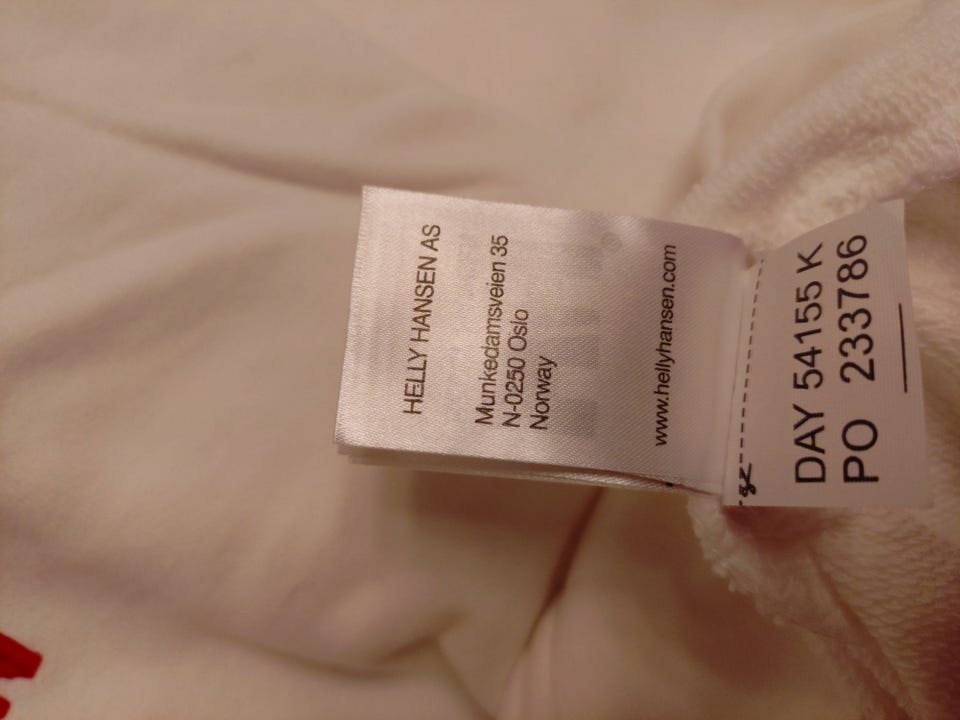 HELLY HANSEN AS
Munkedamsveien 35
N-0250 Oslo
Norway
www.hellyhansen.com
DAY 54155 K
PO 233786